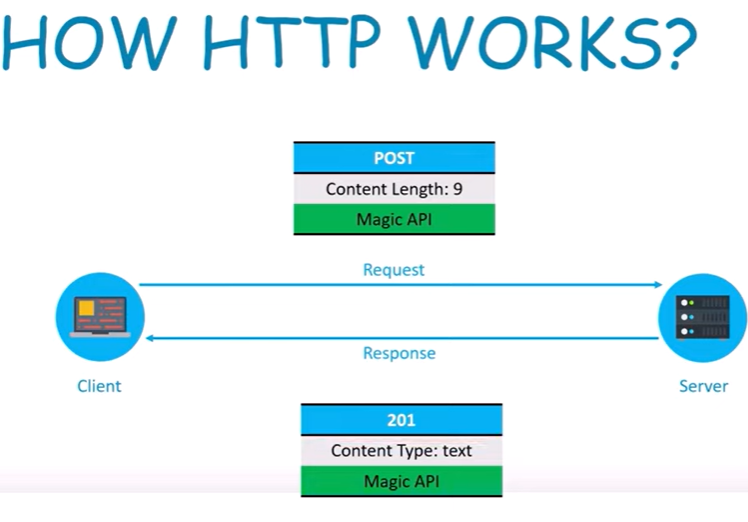 HOW HTTP WORKS?
POST
Content Length: 9
Magic API
Request
Response
Client
Server
201
Content Type: text
Magic API